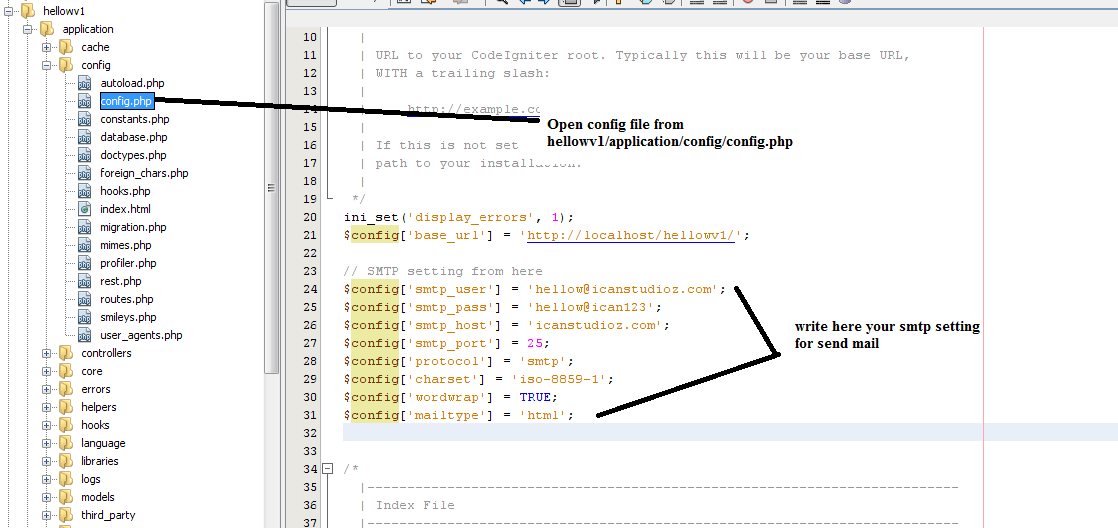 hellowv1
application
cache
config
autoload.php
config.php
constants.php
database.php
doctypes.php
foreign_chars.php
hooks.php
index.html
migration.php
mimes.php
profiler.php
rest.php
routes.php
smileys.php
user_agents.php
controllers
core
errors
helpers
hooks
language
libraries
logs
models
third_party
10 |
11 | URL to your CodeIgniter root. Typically this will be your base URL,
12 | WITH a trailing slash:
13 |
14 | http://example.co
15 |
16 | If this is not set
17 | path to your installation.
18 |
19 */
20 ini_set('display_errors', 1);
21 $config['base_url'] = 'http://localhost/hellowv1/';
22
23 // SMTP setting from here
24 $config['smtp_user'] = 'hellow@icanstudioz.com';
25 $config['smtp_pass'] = 'hellow@ican123';
26 $config['smtp_host'] = 'icanstudioz.com';
27 $config['smtp_port'] = 25;
28 $config['protocol'] = 'smtp';
29 $config['charset'] = 'iso-8859-1';
30 $config['wordwrap'] = TRUE;
31 $config['mailtype'] = 'html';
32
33
34 /*
35 |--------------------------------------------------------------------------
36 | Index File
37 |--------------------------------------------------------------------------
Open config file from
hellowv1/application/config/config.php
write here your smtp setting
for send mail